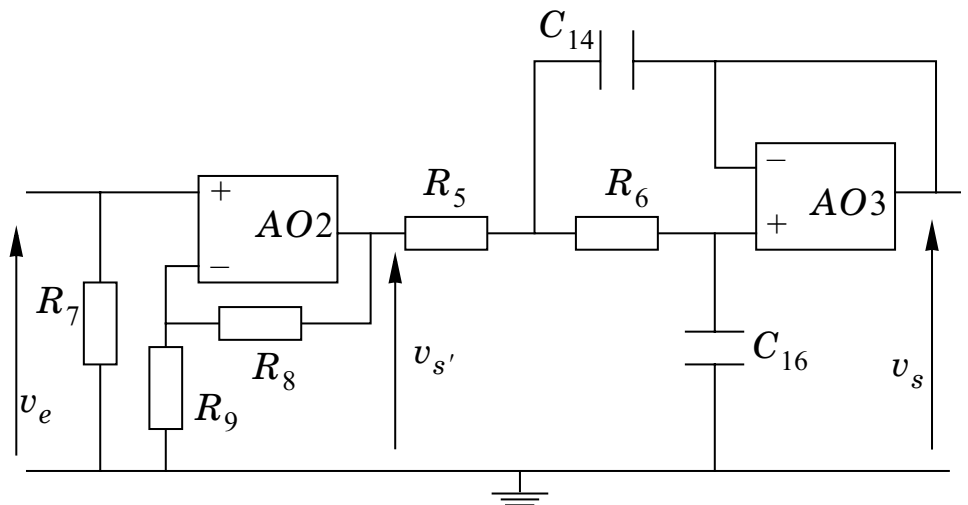 C14
R5
R6
+
AO2
−
−
AO3
+
R7
R8
R9
C16
ve
vs'
vs